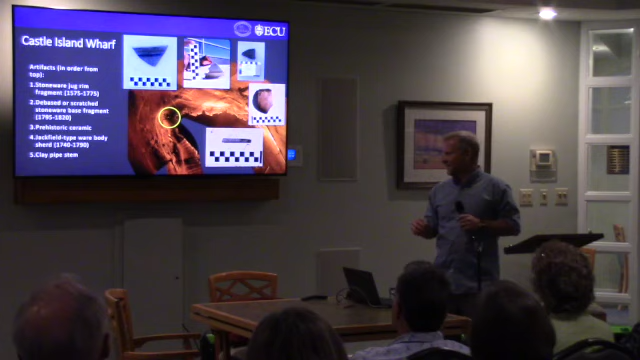 ECU
Castle Island Wharf
Artifacts (in order from
top):
1.Stoneware jug rim
fragment (1575-1775)
2.Debased or scratched
stoneware base fragment
(1795-1820)
3.Prehistoric ceramic
4.Jackfield-type ware body
sherd (1740-1790)
5.Clay pipe stem